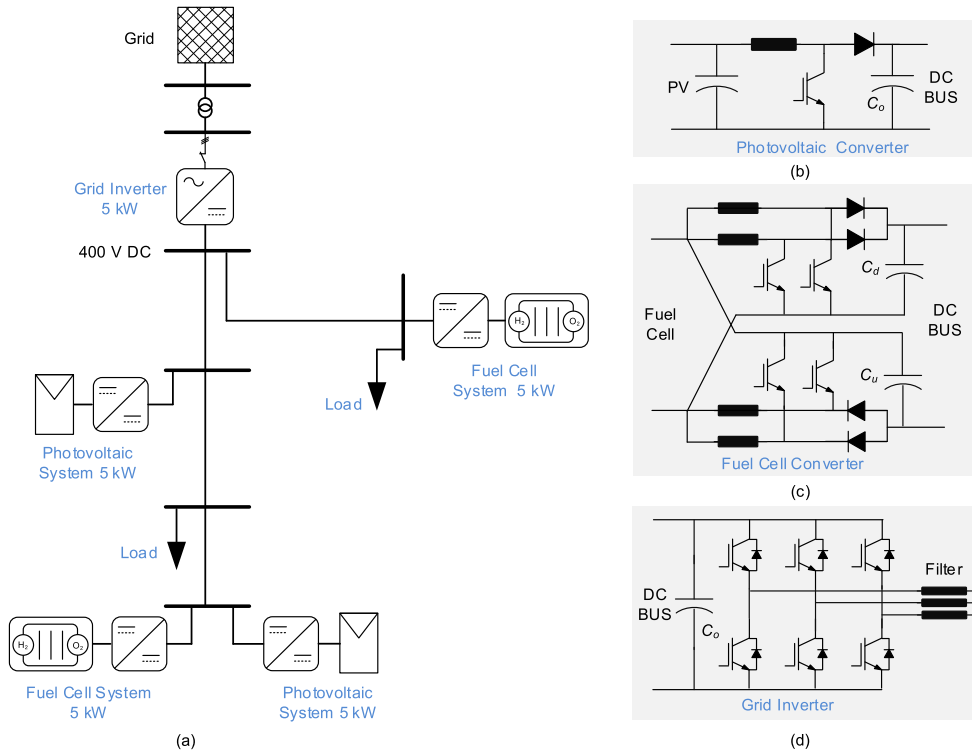 Grid
Grid Inverter
5 kW
400 V DC
H2
O2
Fuel Cell
System 5 kW
Load
Photovoltaic
System 5 kW
Load
H2
O2
Fuel Cell System
5 kW
Photovoltaic
System 5 kW
(a)
PV
Co
DC
BUS
Photovoltaic Converter
(b)
Fuel
Cell
Cd
DC
BUS
Cu
Fuel Cell Converter
(c)
DC
BUS
Co
Filter
Grid Inverter
(d)